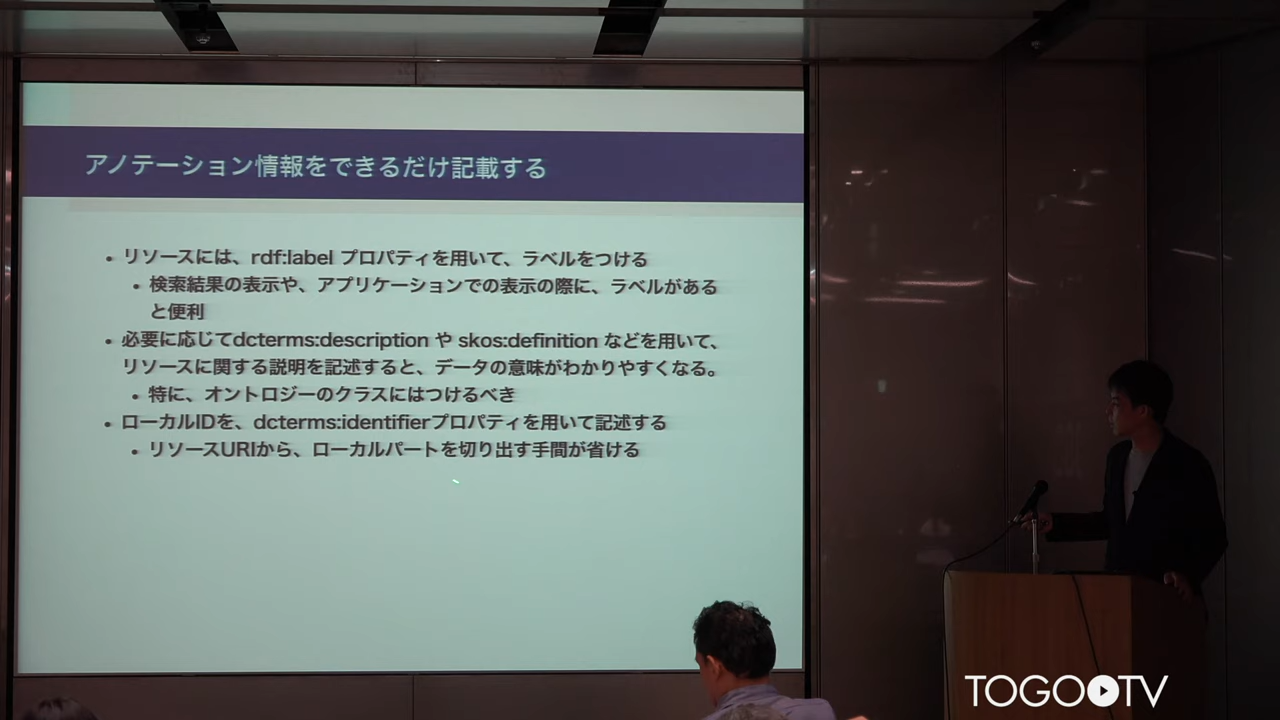 アノテーション情報をできるだけ記載する
• リソースには、rdf:label プロパティを用いて、ラベルをつける
• 検索結果の表示や、アプリケーションでの表示の際に、ラベルがある
と便利
• 必要に応じてdcterms:description や skos:definition などを用いて、
リソースに関する説明を記述すると、データの意味がわかりやすくなる。
• 特に、オントロジーのクラスにはつけるべき
• ローカルIDを、dcterms:identifierプロパティを用いて記述する
• リソースURIから、ローカルパートを切り出す手間が省ける
TOGOTV